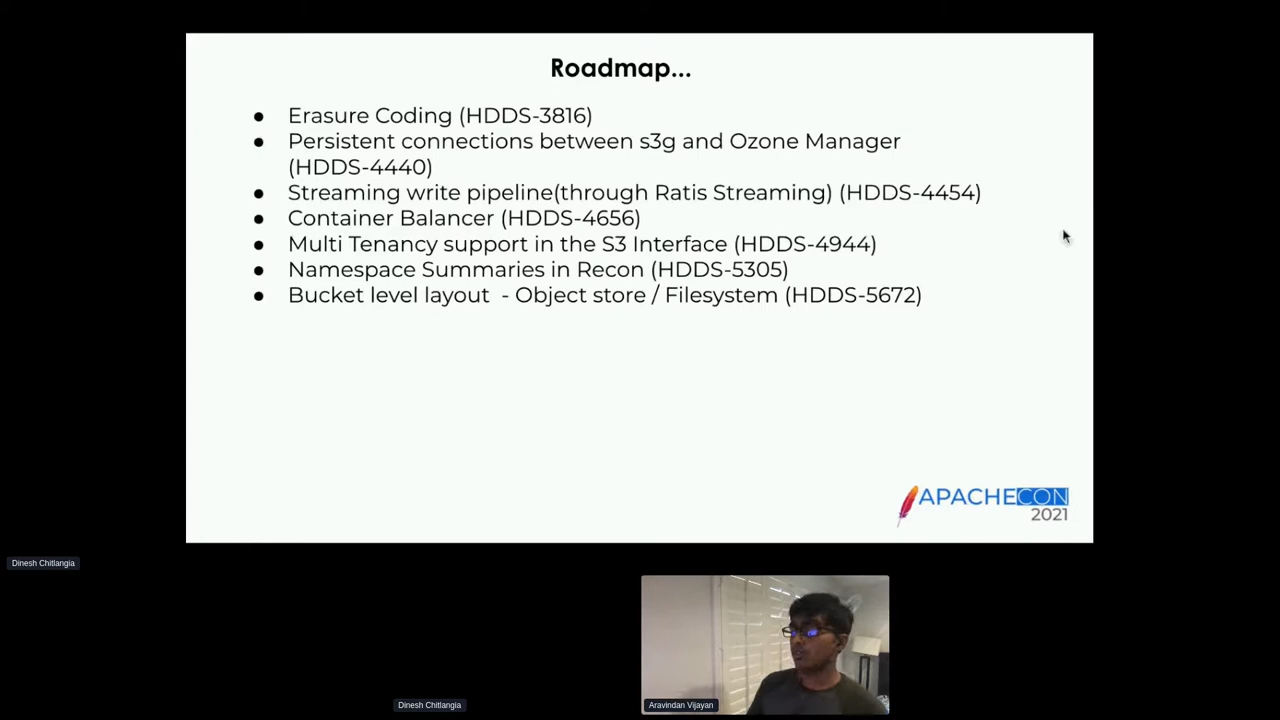 Roadmap...
● Erasure Coding (HDDS-3816)
● Persistent connections between s3g and Ozone Manager
(HDDS-4440)
● Streaming write pipeline(through Ratis Streaming) (HDDS-4454)
● Container Balancer (HDDS-4656)
● Multi Tenancy support in the S3 Interface (HDDS-4944)
● Namespace Summaries in Recon (HDDS-5305)
● Bucket level layout - Object store / Filesystem (HDDS-5672)
APACHECON
2021
Dinesh Chitlangia
Dinesh Chitlangia
Aravindan Vijayan